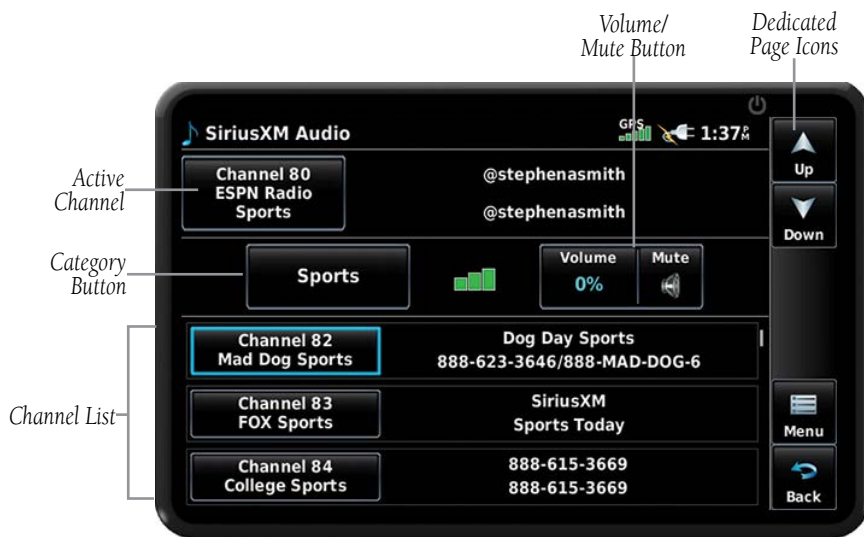 Volume/
Mute Button
Dedicated
Page Icons
SiriusXM Audio
GPS
1:37PM
Active
Channel
Channel 80
ESPN Radio
Sports
@stephenasmith
@stephenasmith
Up
Down
Category
Button
Sports
Volume
0%
Mute
Channel List
Channel 82
Mad Dog Sports
Dog Day Sports
888-623-3646/888-MAD-DOG-6
Channel 83
FOX Sports
SiriusXM
Sports Today
Channel 84
College Sports
888-615-3669
888-615-3669
Menu
Back